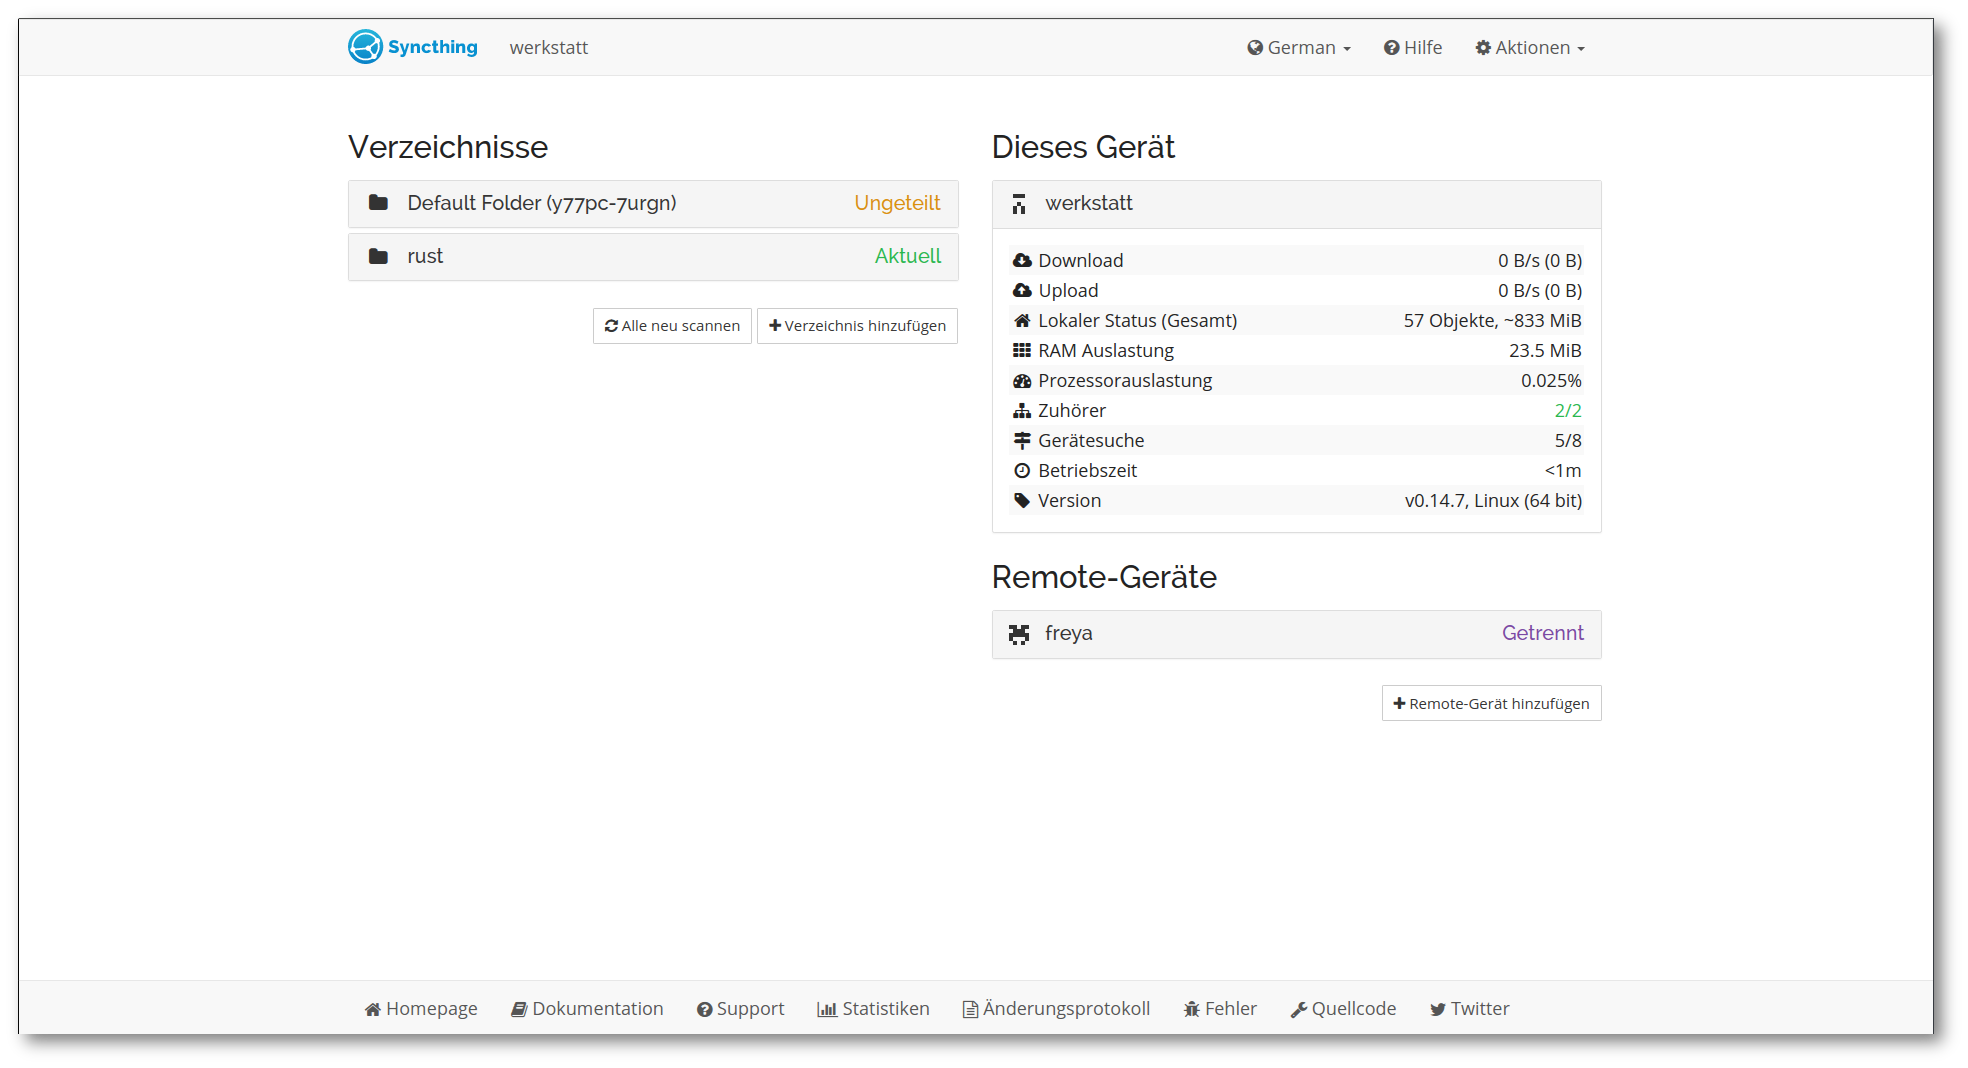 Syncthing werkstatt German Hilfe Aktionen
Verzeichnisse
Default Folder (y77pc-7urgn) Ungeteilt
rust Aktuell
Alle neu scannen Verzeichnis hinzufügen
Dieses Gerät
werkstatt
Download 0 B/s (0 B)
Upload 0 B/s (0 B)
Lokaler Status (Gesamt) 57 Objekte, ~833 MiB
RAM Auslastung 23.5 MiB
Prozessorauslastung 0.025%
Zuhörer 2/2
Gerätesuche 5/8
Betriebszeit <1m
Version v0.14.7, Linux (64 bit)
Remote-Geräte
freya Getrennt
Remote-Gerät hinzufügen
Homepage Dokumentation Support Statistiken Änderungsprotokoll Fehler Quellcode Twitter